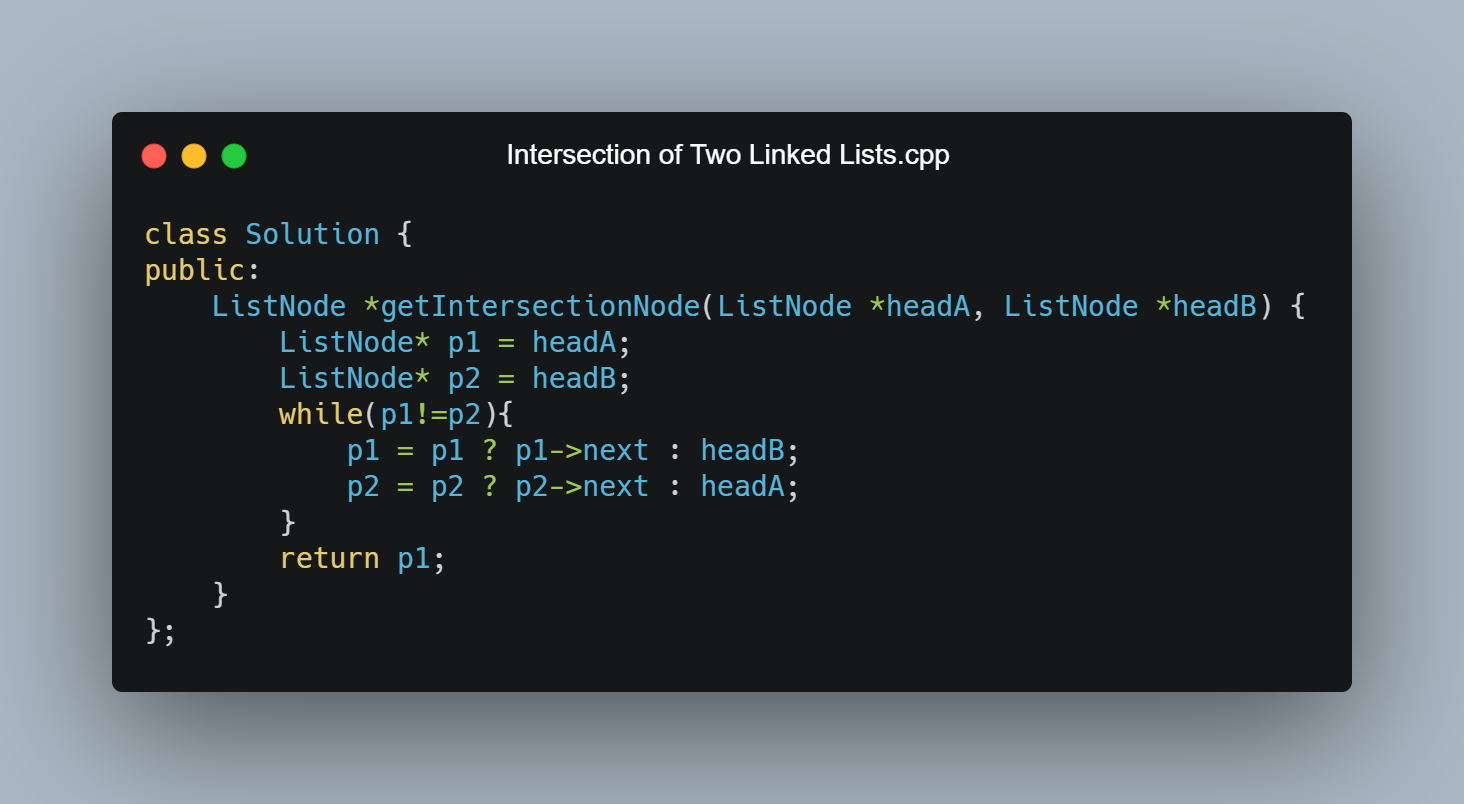 Intersection of Two Linked Lists.cpp
class Solution {
public:
    ListNode *getIntersectionNode(ListNode *headA, ListNode *headB) {
        ListNode* p1 = headA;
        ListNode* p2 = headB;
        while(p1!=p2){
            p1 = p1 ? p1->next : headB;
            p2 = p2 ? p2->next : headA;
        }
        return p1;
    }
};